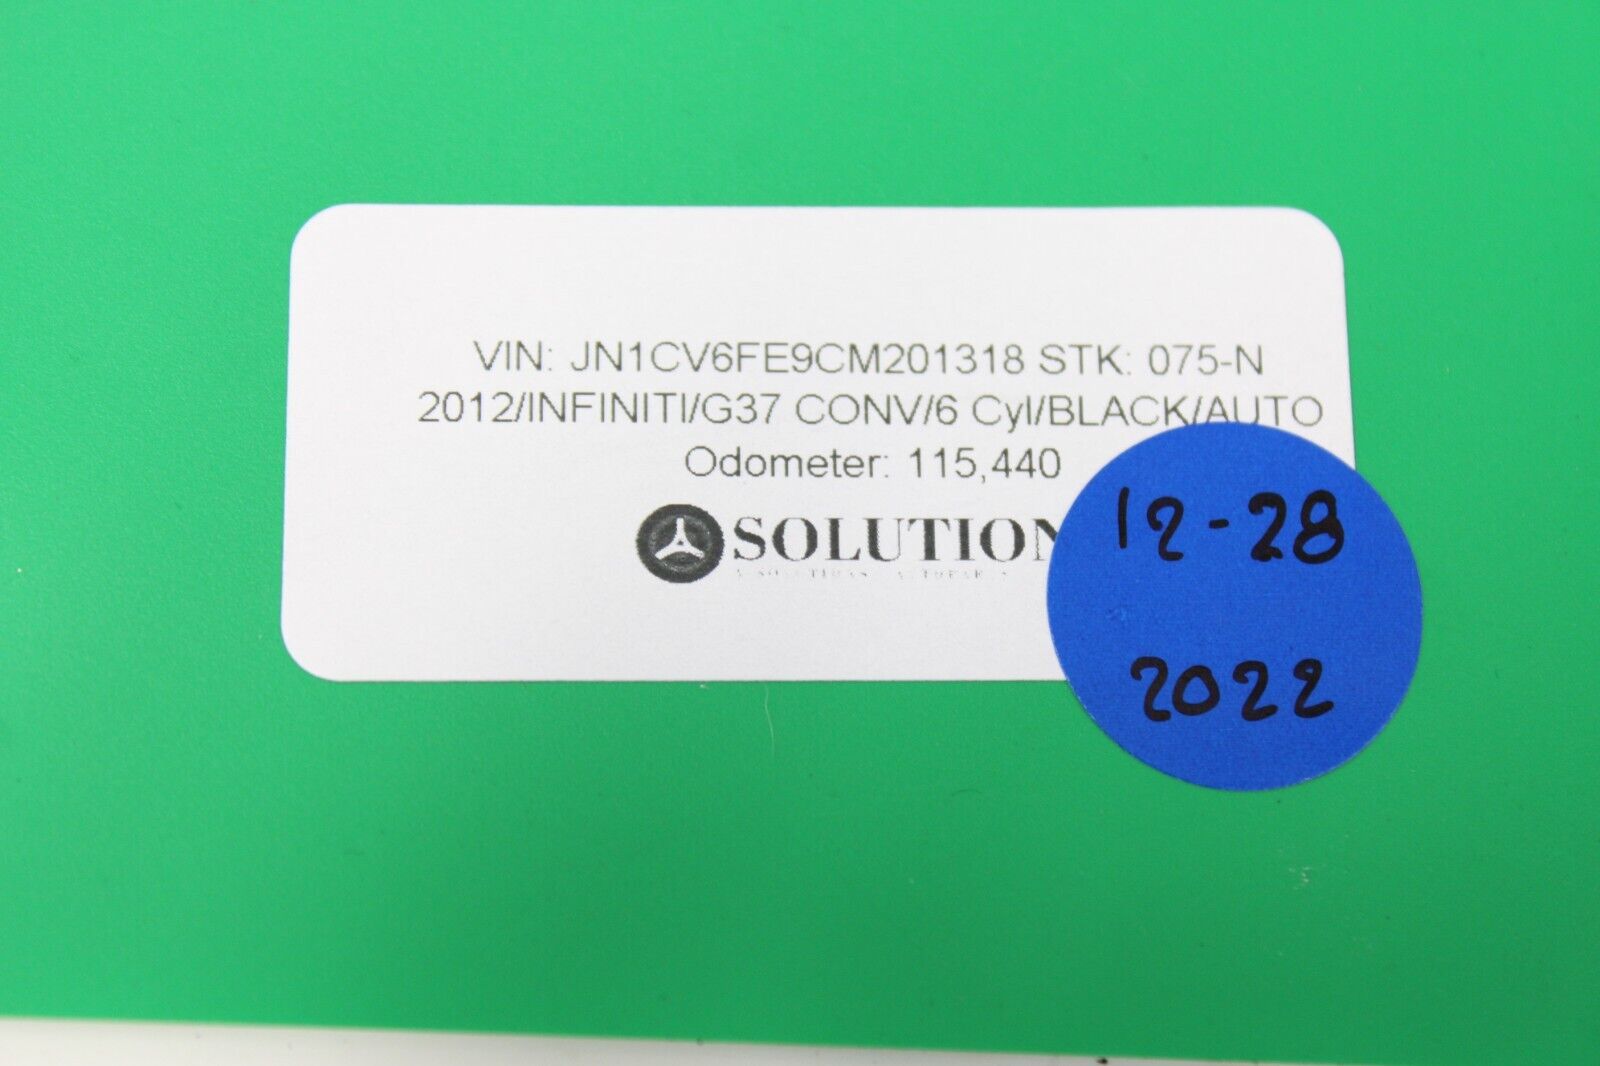 VIN: JN1CV6FE9CM201318 STK: 075-N
2012/INFINITI/G37 CONV/6 Cyl/BLACK/AUTO
Odometer: 115,440
SOLUTION
12-28
2022